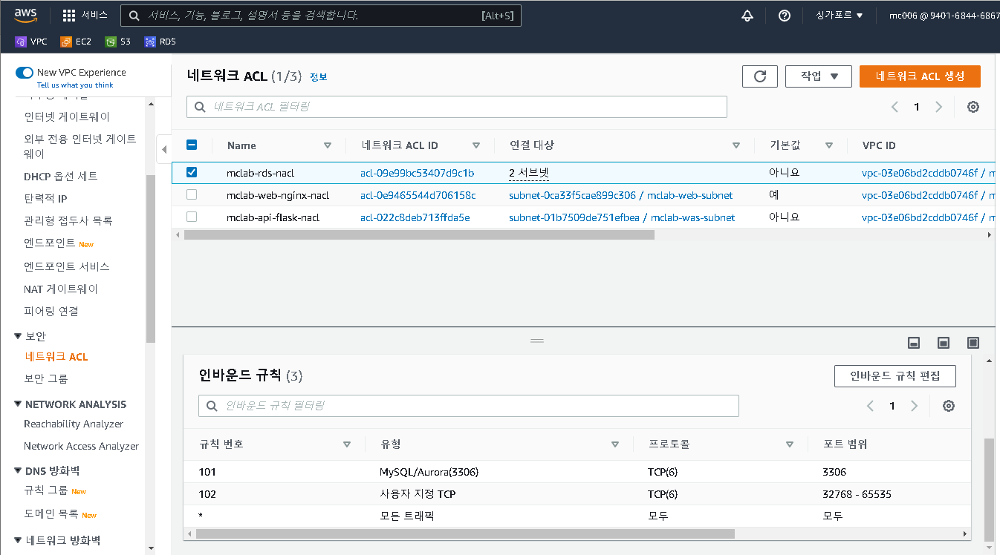 aws 서비스 서비스, 기능, 블로그, 설명서 등을 검색합니다. [Alt+S] 싱가포르 ▼ mc006 @ 9401-6844-6867
VPC EC2 S3 RDS
New VPC Experience
Tell us what you think
인터넷 게이트웨이
외부 전용 인터넷 게이트
웨이
DHCP 옵션 세트
탄력적 IP
관리형 접두사 목록
엔드포인트 New
엔드포인트 서비스
NAT 게이트웨이
피어링 연결
▼ 보안
네트워크 ACL
보안 그룹
▼ NETWORK ANALYSIS
Reachability Analyzer
Network Access Analyzer
▼ DNS 방화벽
규칙 그룹 New
도메인 목록 New
▼ 네트워크 방화벽
네트워크 ACL (1/3) 정보
작업 ▼ 네트워크 ACL 생성
네트워크 ACL 필터링
1
Name 네트워크 ACL ID 연결 대상 기본값 VPC ID
mclab-rds-nacl acl-09e99bc53407d9c1b 2 서브넷 아니요 vpc-03e06bd2cddb0746f / m
mclab-web-nginx-nacl acl-0e9465544d706158c subnet-0ca33f5cae899c306 / mclab-web-subnet 예 vpc-03e06bd2cddb0746f / m
mclab-api-flask-nacl acl-022c8deb713ffda5e subnet-01b7509de751efbea / mclab-was-subnet 아니요 vpc-03e06bd2cddb0746f / m
인바운드 규칙 (3)
인바운드 규칙 편집
인바운드 규칙 필터링
1
규칙 번호 유형 프로토콜 포트 범위
101 MySQL/Aurora(3306) TCP(6) 3306
102 사용자 지정 TCP TCP(6) 32768 - 65535
* 모든 트래픽 모두 모두